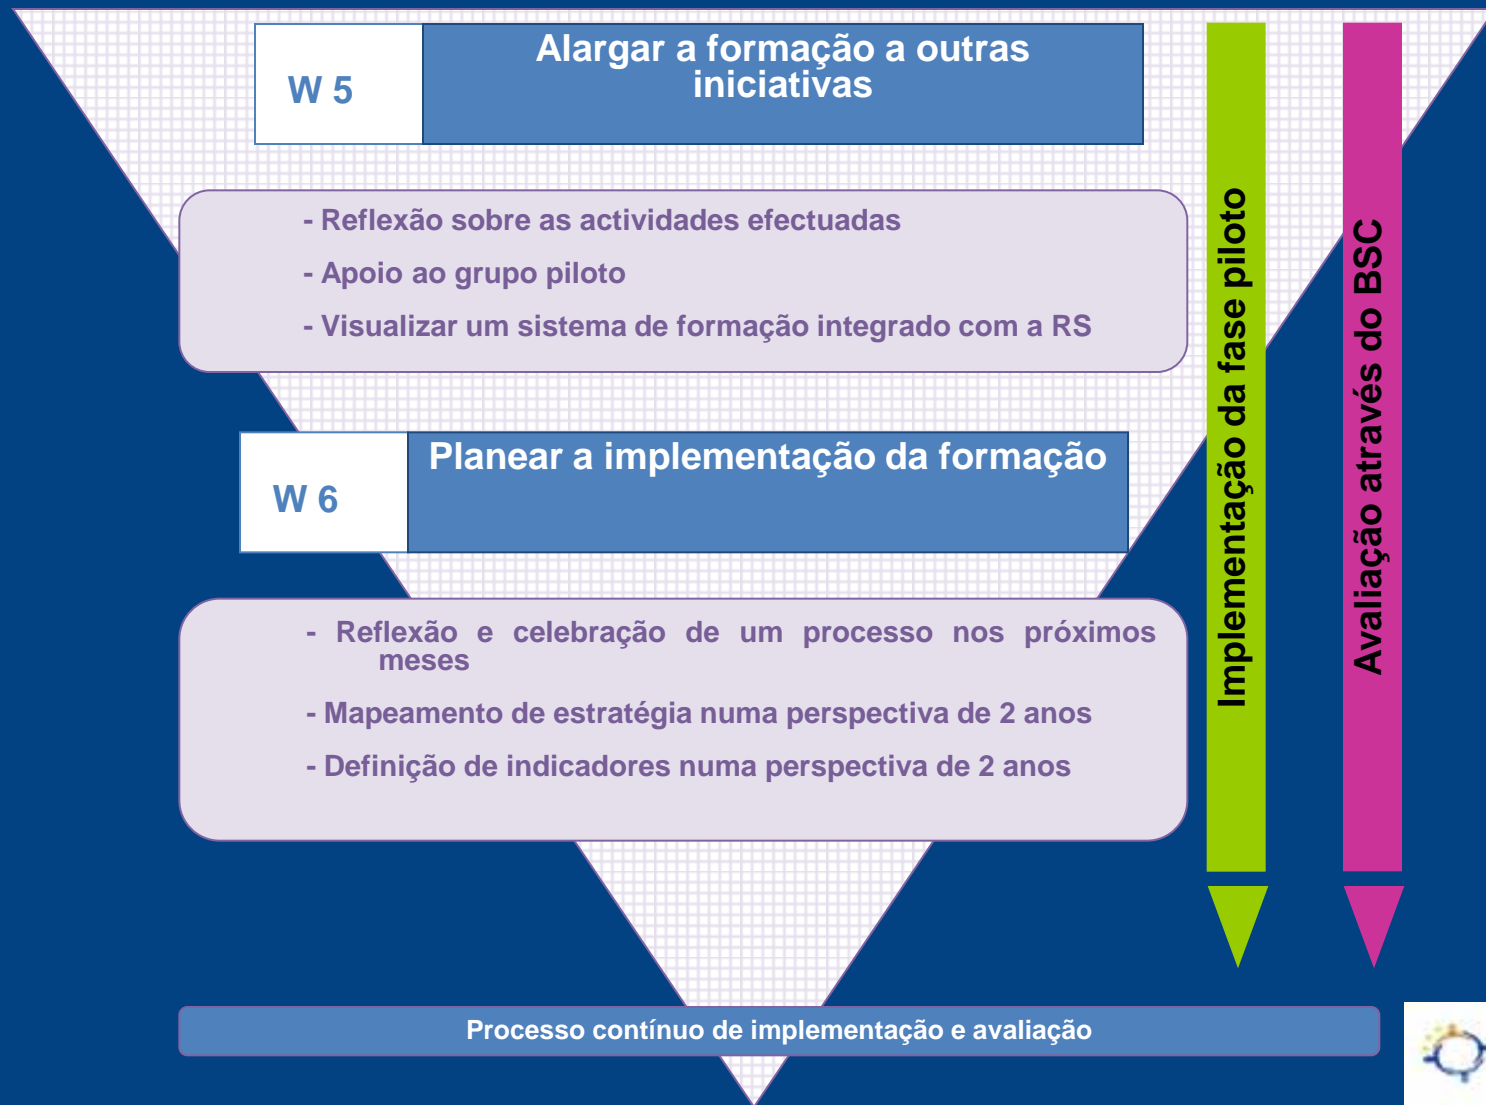 W 5
Alargar a formação a outras
iniciativas
- Reflexão sobre as actividades efectuadas
- Apoio ao grupo piloto
- Visualizar um sistema de formação integrado com a RS
W 6
Planear a implementação da formação
- Reflexão e celebração de um processo nos próximos
meses
- Mapeamento de estratégia numa perspectiva de 2 anos
- Definição de indicadores numa perspectiva de 2 anos
Implementação da fase piloto
Avaliação através do BSC
Processo contínuo de implementação e avaliação